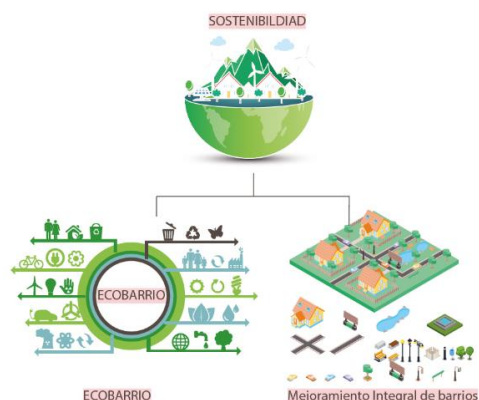 SOSTENIBILDIAD
ECOBARRIO
ECOBARRIO
Mejoramiento Integral de barrios